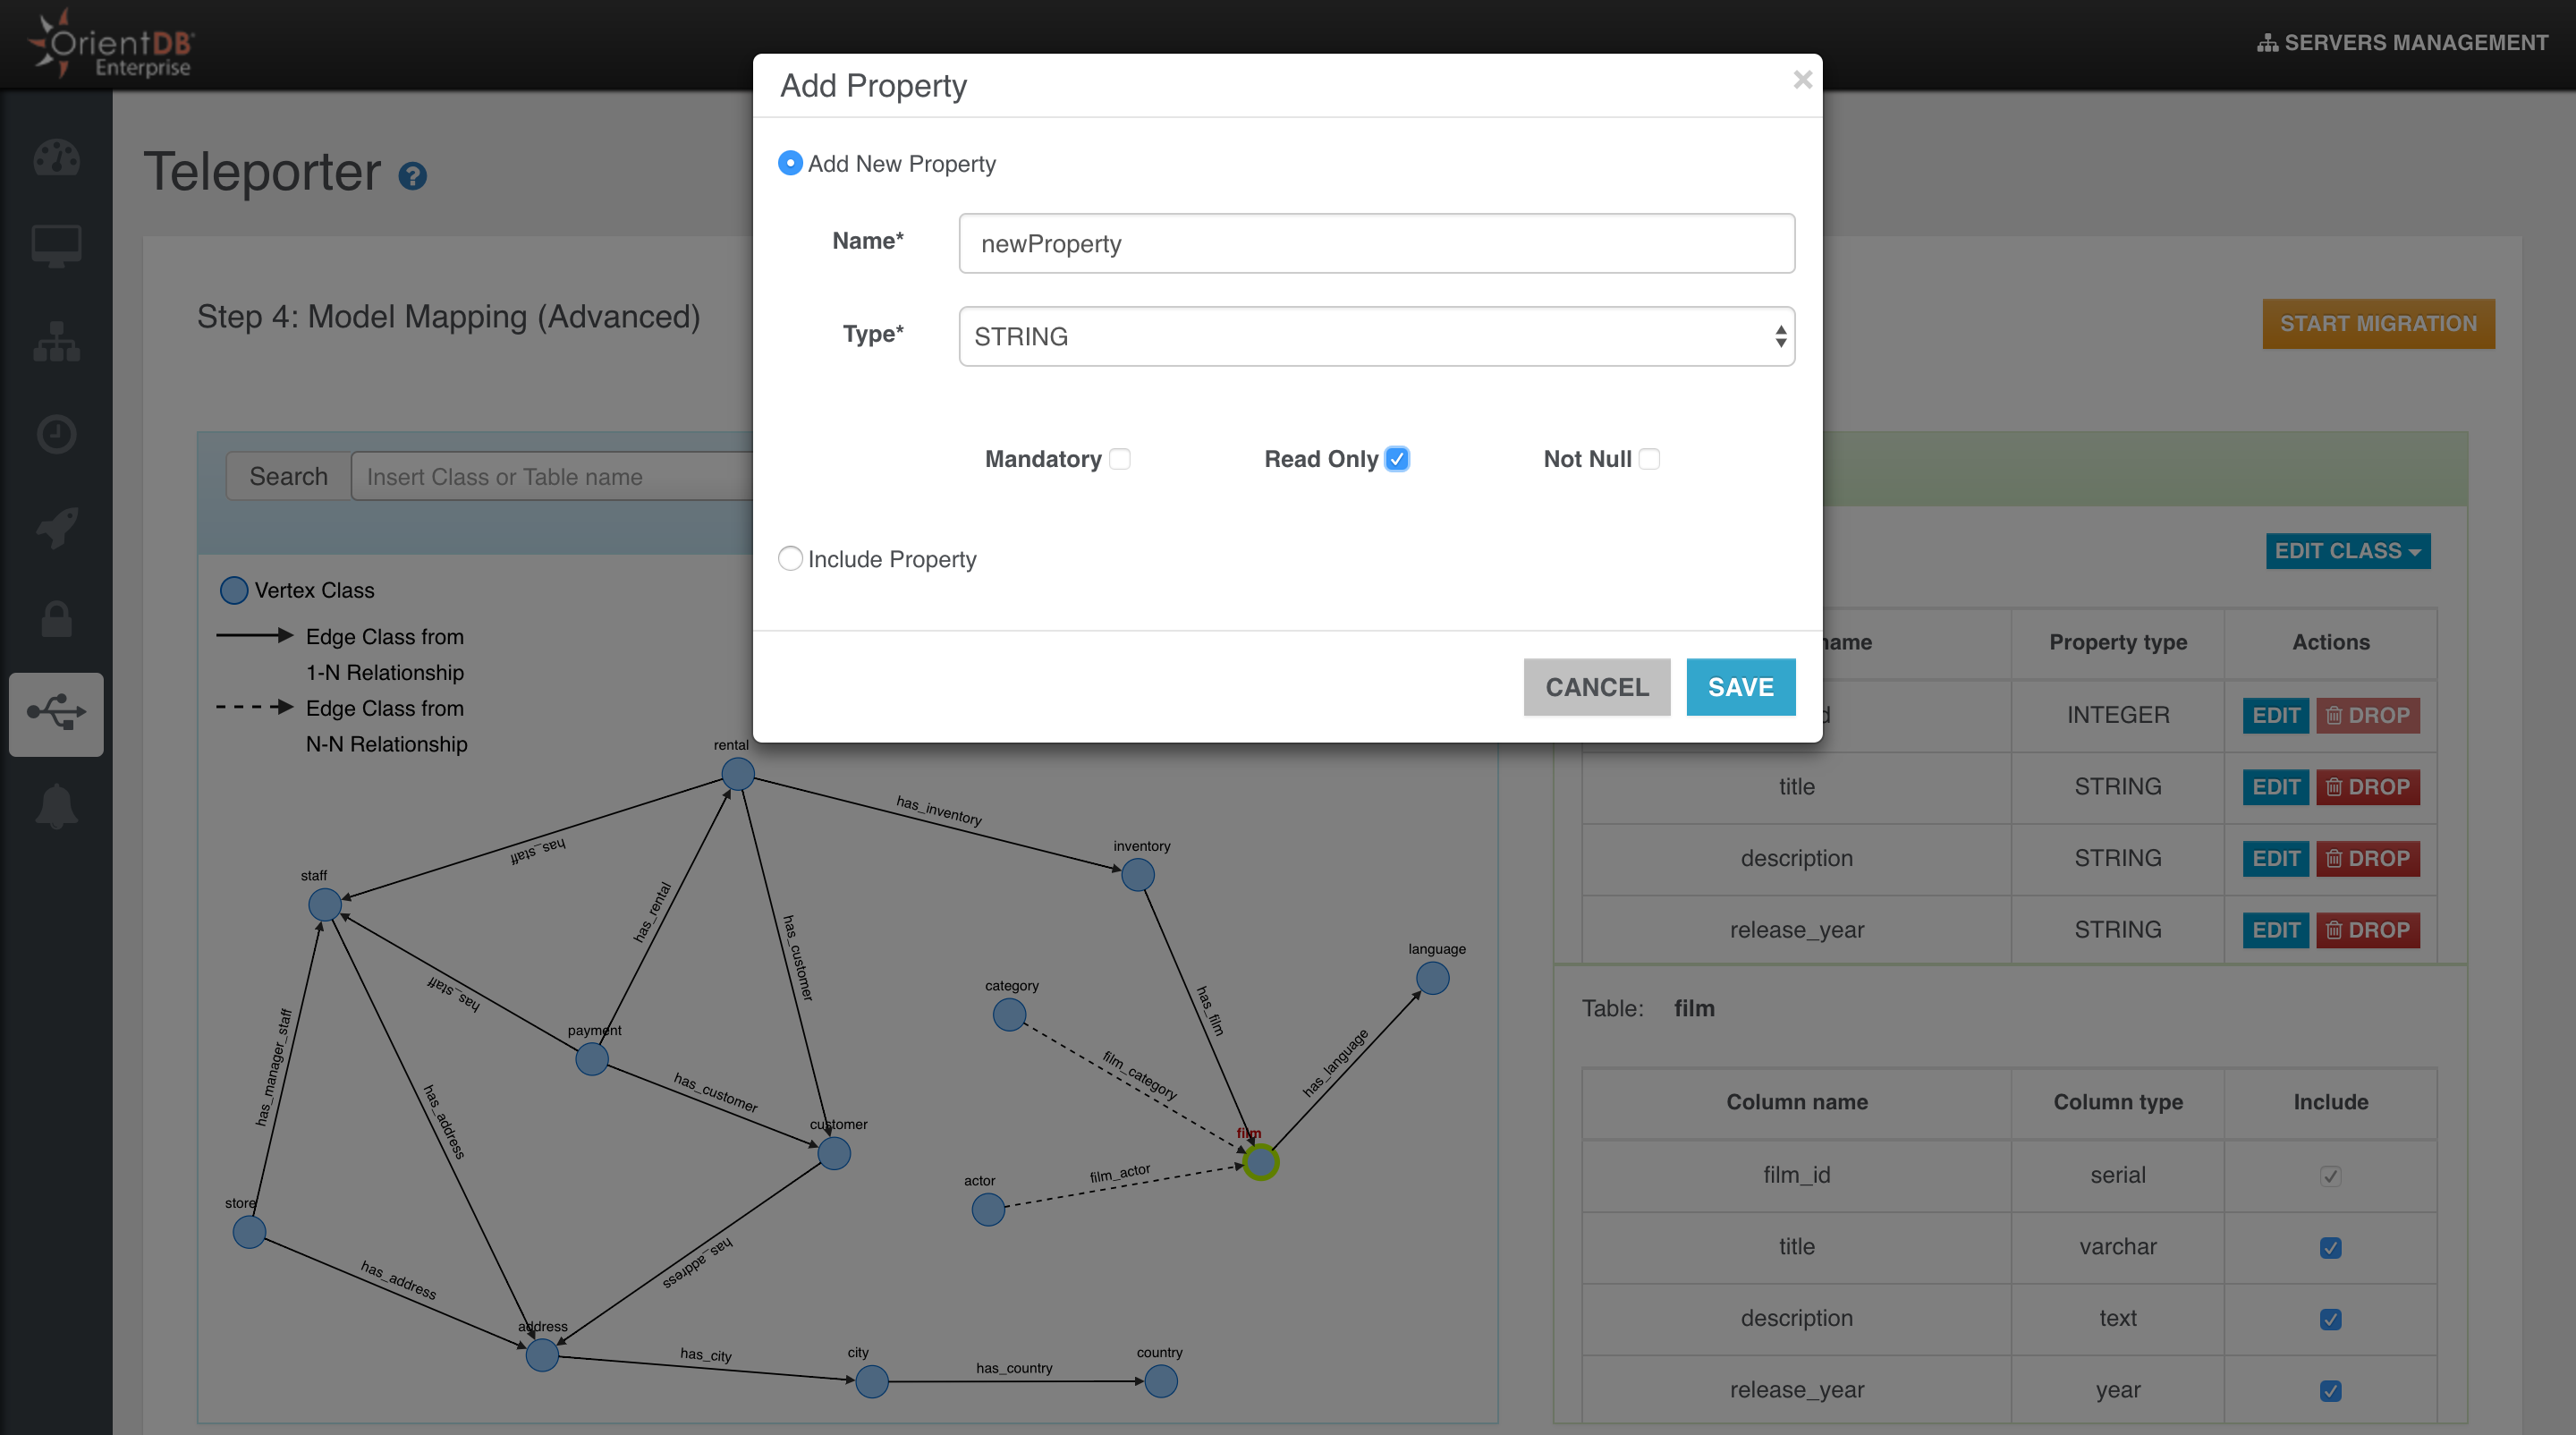 OrientDB
Enterprise
SERVERS MANAGEMENT
Add Property
×
Add New Property
Name*
newProperty
Type*
STRING
Mandatory
Read Only
Not Null
Include Property
CANCEL
SAVE
Teleporter ?
Step 4: Model Mapping (Advanced)
START MIGRATION
Search
Insert Class or Table name
Vertex Class
Edge Class from
1-N Relationship
Edge Class from
N-N Relationship
rental
has_inventory
has_staff
inventory
staff
has_rental
has_customer
language
category
has_staff
has_film
payment
has_manager_staff
film_category
has_language
has_customer
has_address
customer
film
film_actor
actor
store
has_address
has_address
address
has_city
city
has_country
country
EDIT CLASS
name
Property type
Actions
d
INTEGER
EDIT
DROP
title
STRING
EDIT
DROP
description
STRING
EDIT
DROP
release_year
STRING
EDIT
DROP
Table: film
Column name
Column type
Include
film_id
serial
title
varchar
description
text
release_year
year